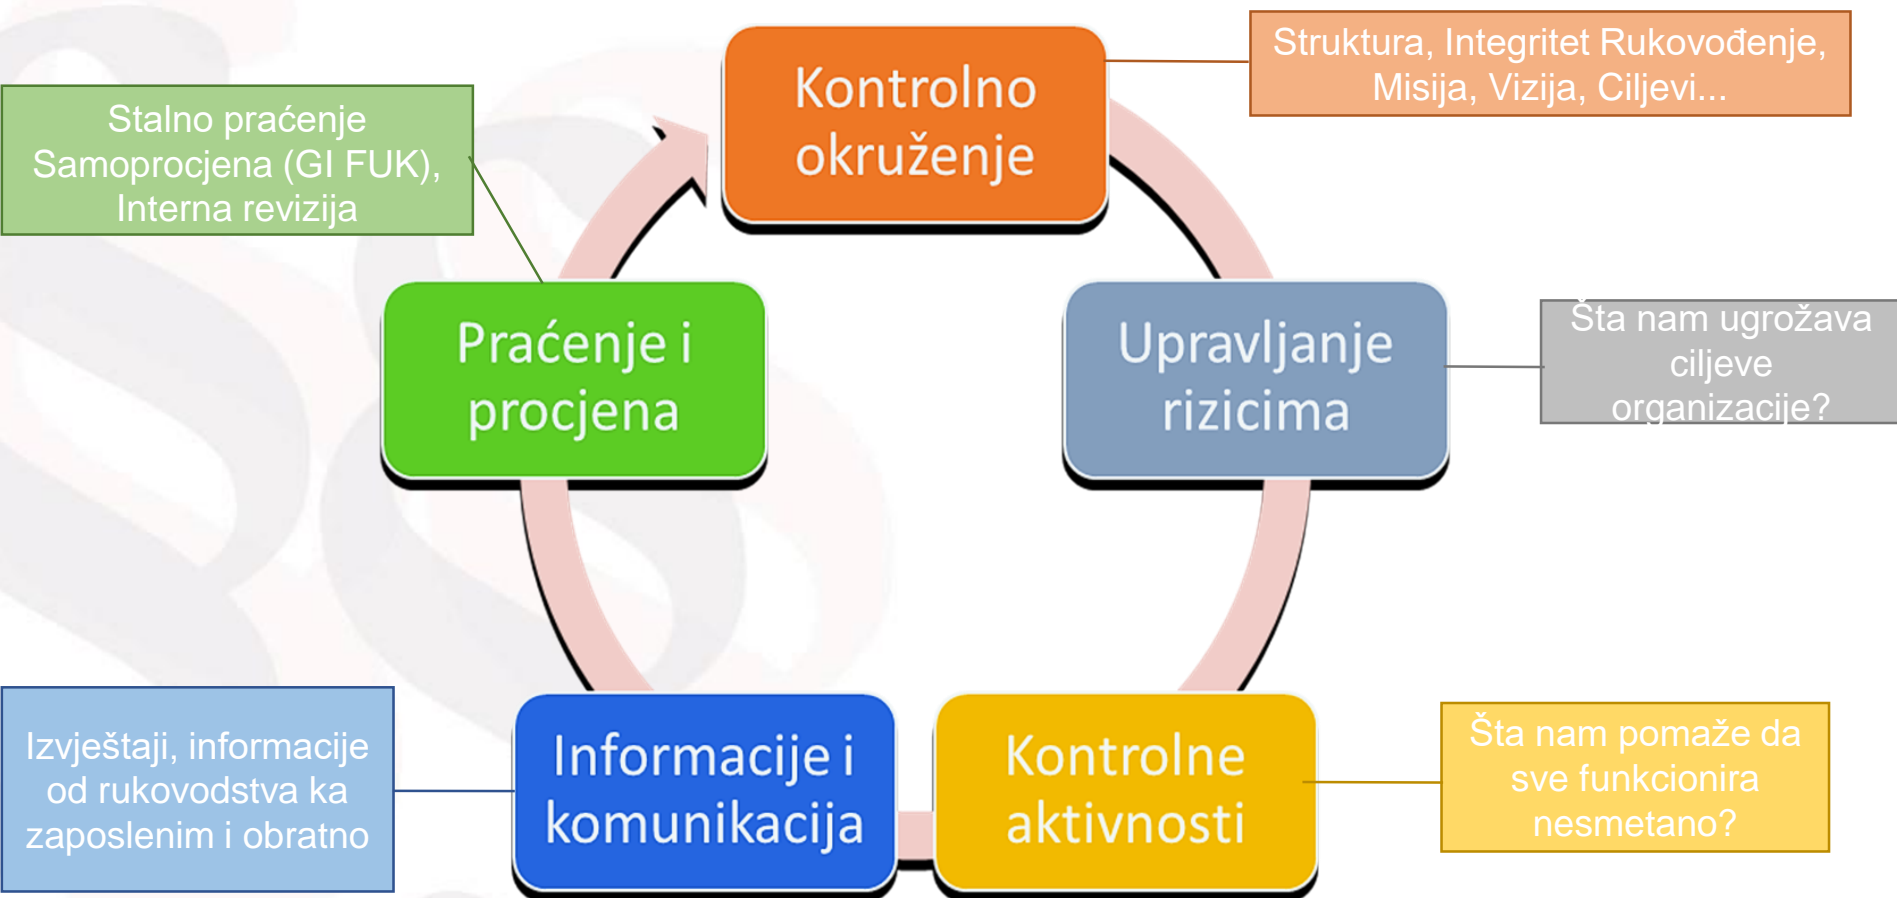 Kontrolno
okruženje
Struktura, Integritet Rukovođenje,
Misija, Vizija, Ciljevi...
Stalno praćenje
Samoprocjena (GI FUK),
Interna revizija
Praćenje i
procjena
Upravljanje
rizicima
Šta nam ugrožava
ciljeve
organizacije?
Izvještaji, informacije
od rukovodstva ka
zaposlenim i obratno
Informacije i
komunikacija
Kontrolne
aktivnosti
Šta nam pomaže da
sve funkcionira
nesmetano?